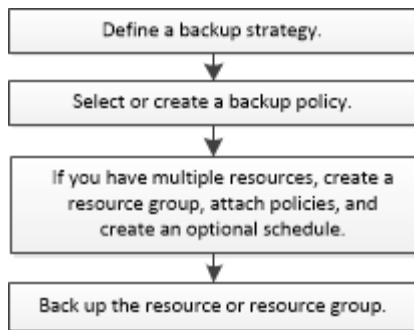 Define a backup strategy.
Select or create a backup policy.
If you have multiple resources, create a
resource group, attach policies, and
create an optional schedule.
Back up the resource or resource group.